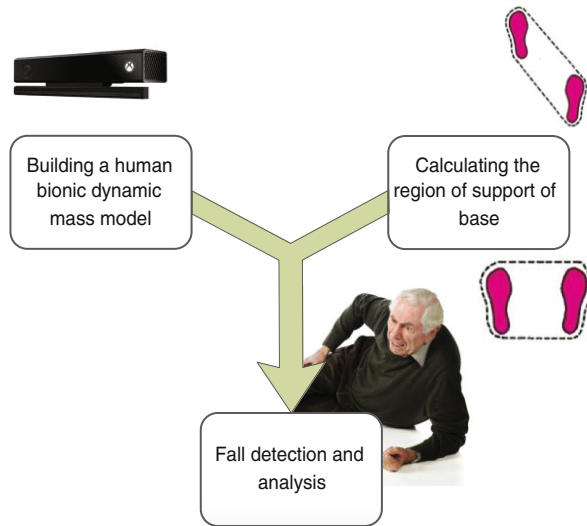 Building a human
bionic dynamic
mass model
Calculating the
region of support of
base
Fall detection and
analysis